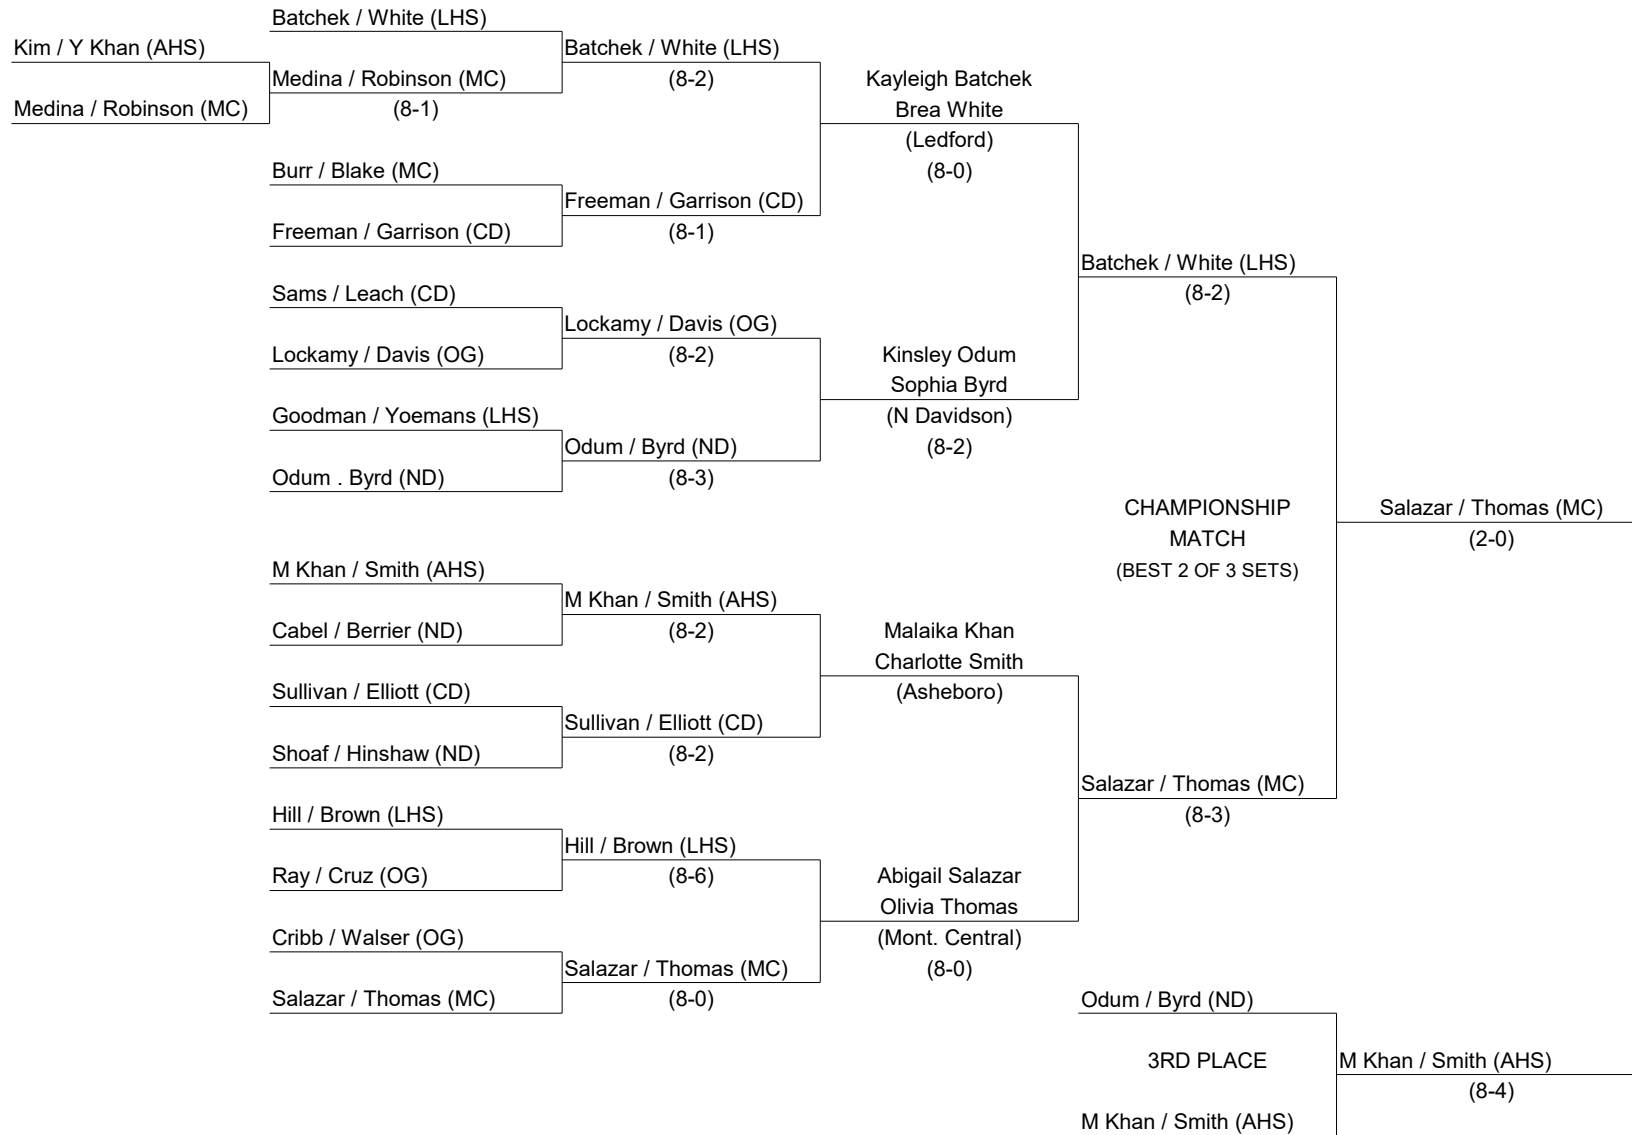 Batchek / White (LHS)
Kim / Y Khan (AHS)
Batchek / White (LHS)
Medina / Robinson (MC)
(8-2)
Kayleigh Batchek
Medina / Robinson (MC)
(8-1)
Brea White
(Ledford)
Burr / Blake (MC)
(8-0)
Freeman / Garrison (CD)
Freeman / Garrison (CD)
(8-1)
Batchek / White (LHS)
Sams / Leach (CD)
(8-2)
Lockamy / Davis (OG)
Lockamy / Davis (OG)
(8-2)
Kinsley Odum
Sophia Byrd
Goodman / Yoemans (LHS)
(N Davidson)
Odum / Byrd (ND)
(8-2)
Odum . Byrd (ND)
(8-3)
CHAMPIONSHIP
Salazar / Thomas (MC)
MATCH
(2-0)
M Khan / Smith (AHS)
(BEST 2 OF 3 SETS)
M Khan / Smith (AHS)
Cabel / Berrier (ND)
(8-2)
Malaika Khan
Charlotte Smith
Sullivan / Elliott (CD)
(Asheboro)
Sullivan / Elliott (CD)
Shoaf / Hinshaw (ND)
(8-2)
Salazar / Thomas (MC)
Hill / Brown (LHS)
(8-3)
Hill / Brown (LHS)
Ray / Cruz (OG)
(8-6)
Abigail Salazar
Olivia Thomas
Cribb / Walser (OG)
(Mont. Central)
Salazar / Thomas (MC)
(8-0)
Salazar / Thomas (MC)
(8-0)
Odum / Byrd (ND)
3RD PLACE
M Khan / Smith (AHS)
(8-4)
M Khan / Smith (AHS)